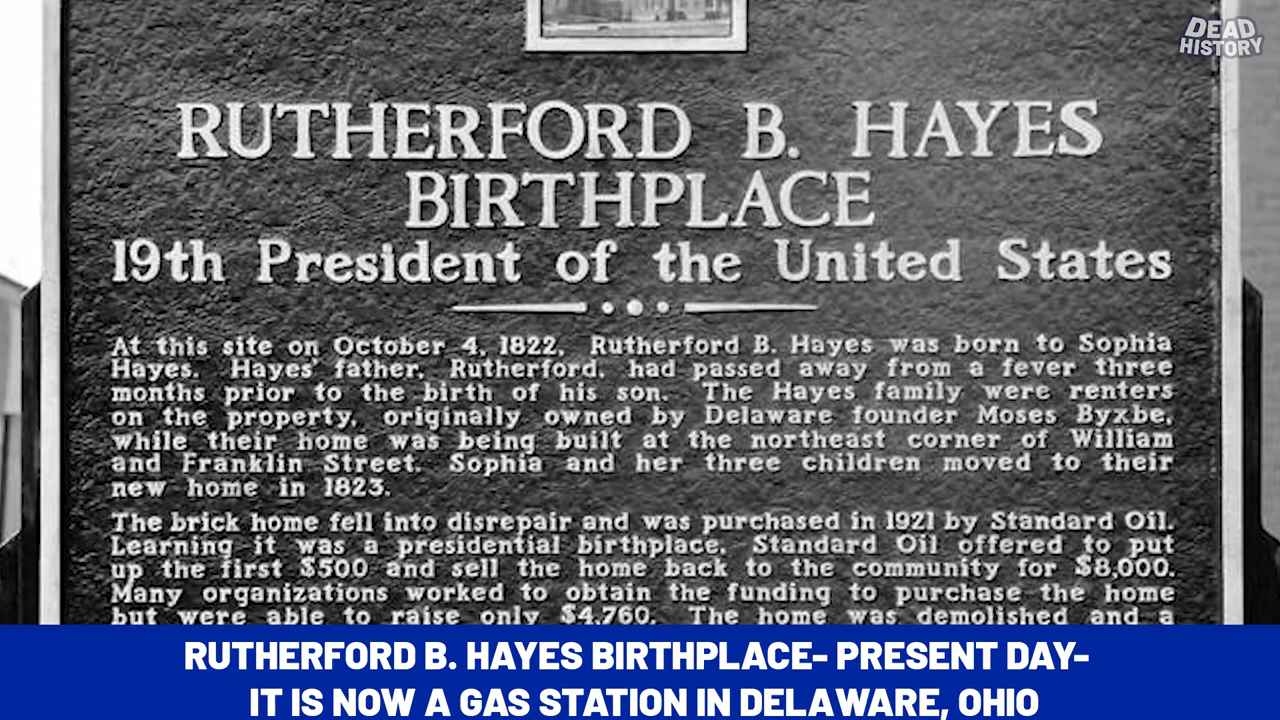 DEAD
HISTORY
RUTHERFORD B. HAYES
BIRTHPLACE
19th President of the United States
At this site on October 4, 1822, Rutherford B. Hayes was born to Sophia
Hayes. Hayes' father, Rutherford, had passed away from a fever three
months prior to the birth of his son. The Hayes family were renters
on the property, originally owned by Delaware founder Moses Byxbe,
while their home was being built at the northeast corner of William
and Franklin Street. Sophia and her three children moved to their
new home in 1823.
The brick home fell into disrepair and was purchased in 1921 by Standard Oil.
Learning it was a presidential birthplace, Standard Oil offered to put
up the first $500 and sell the home back to the community for $8,000.
Many organizations worked to obtain the funding to purchase the home
but were able to raise only $4,760. The home was demolished and a
RUTHERFORD B. HAYES BIRTHPLACE- PRESENT DAY-
IT IS NOW A GAS STATION IN DELAWARE, OHIO